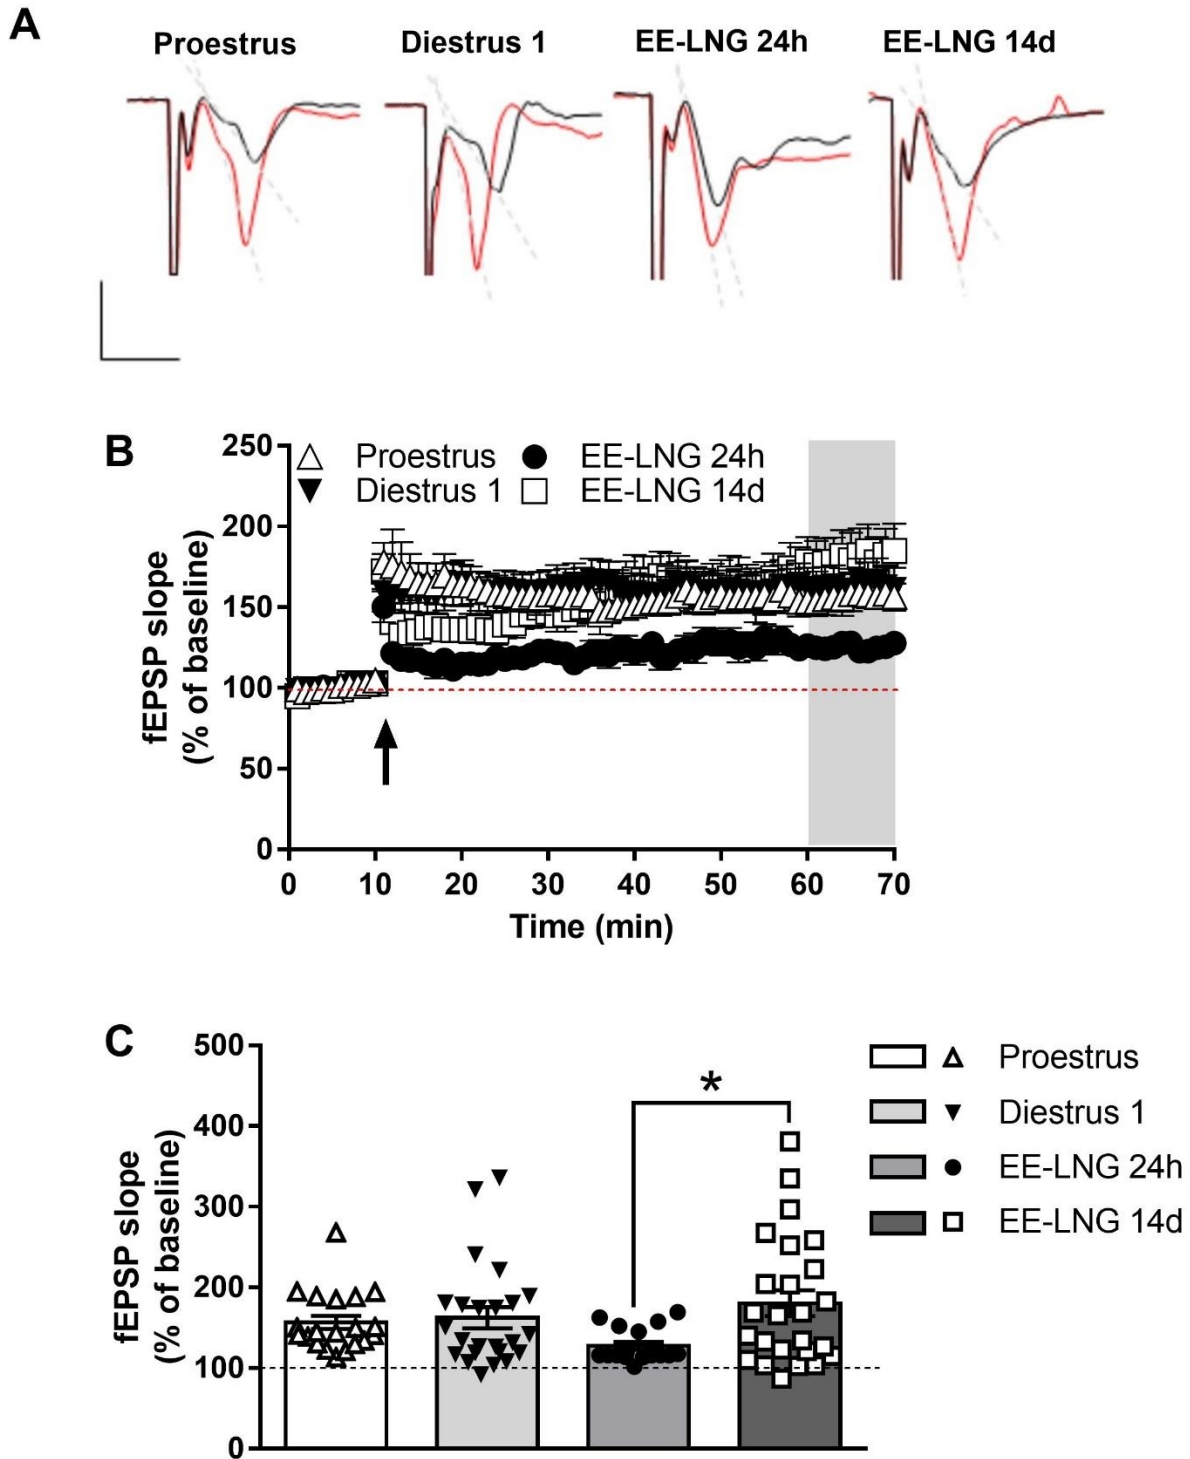 A
Proestrus Diestrus 1 EE-LNG 24h EE-LNG 14d
B
fEPSP slope
(% of baseline)
250
200
150
100
50
0
Proestrus EE-LNG 24h
Diestrus 1 EE-LNG 14d
0 10 20 30 40 50 60 70
Time (min)
C
fEPSP slope
(% of baseline)
500
400
300
200
100
0
*
Proestrus
Diestrus 1
EE-LNG 24h
EE-LNG 14d